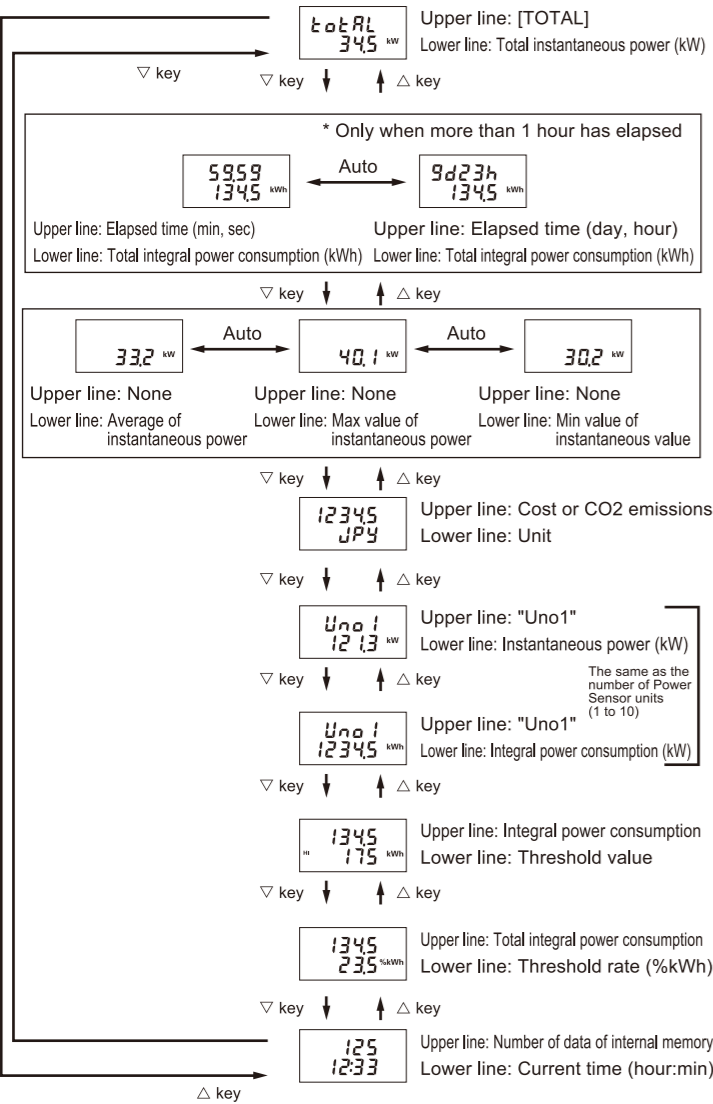 totAL
34.5 kW
Upper line: [TOTAL]
Lower line: Total instantaneous power (kW)
▽ key
▽ key
△ key
* Only when more than 1 hour has elapsed
59.59
134.5 kWh
Auto
9d23h
134.5 kWh
Upper line: Elapsed time (min, sec)
Lower line: Total integral power consumption (kWh)
Upper line: Elapsed time (day, hour)
Lower line: Total integral power consumption (kWh)
▽ key
△ key
33.2 kW
Auto
40.1 kW
Auto
30.2 kW
Upper line: None
Lower line: Average of
instantaneous power
Upper line: None
Lower line: Max value of
instantaneous power
Upper line: None
Lower line: Min value of
instantaneous value
▽ key
△ key
1234.5
JPY
Upper line: Cost or CO2 emissions
Lower line: Unit
▽ key
△ key
Uno1
121.3 kW
Upper line: "Uno1"
Lower line: Instantaneous power (kW)
▽ key
△ key
The same as the
number of Power
Sensor units
(1 to 10)
Uno1
1234.5 kWh
Upper line: "Uno1"
Lower line: Integral power consumption (kW)
▽ key
△ key
134.5
HI 175 kWh
Upper line: Integral power consumption
Lower line: Threshold value
▽ key
△ key
134.5
23.5 %kWh
Upper line: Total integral power consumption
Lower line: Threshold rate (%kWh)
▽ key
△ key
125
12:33
Upper line: Number of data of internal memory
Lower line: Current time (hour:min)
△ key